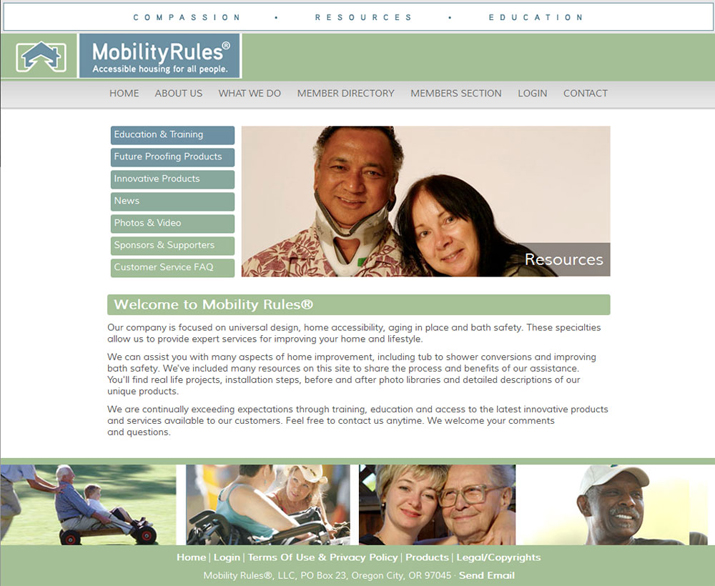 COMPASSION • RESOURCES • EDUCATION
MobilityRules®
Accessible housing for all people.
HOME ABOUT US WHAT WE DO MEMBER DIRECTORY MEMBERS SECTION LOGIN CONTACT
Education & Training
Future Proofing Products
Innovative Products
News
Photos & Video
Sponsors & Supporters
Customer Service FAQ
Resources
Welcome to Mobility Rules®
Our company is focused on universal design, home accessibility, aging in place and bath safety. These specialties
allow us to provide expert services for improving your home and lifestyle.
We can assist you with many aspects of home improvement, including tub to shower conversions and improving
bath safety. We've included many resources on this site to share the process and benefits of our assistance.
You'll find real life projects, installation steps, before and after photo libraries and detailed descriptions of our
unique products.
We are continually exceeding expectations through training, education and access to the latest innovative products
and services available to our customers. Feel free to contact us anytime. We welcome your comments
and questions.
Home | Login | Terms Of Use & Privacy Policy | Products | Legal/Copyrights
Mobility Rules®, LLC, PO Box 23, Oregon City, OR 97045 · Send Email